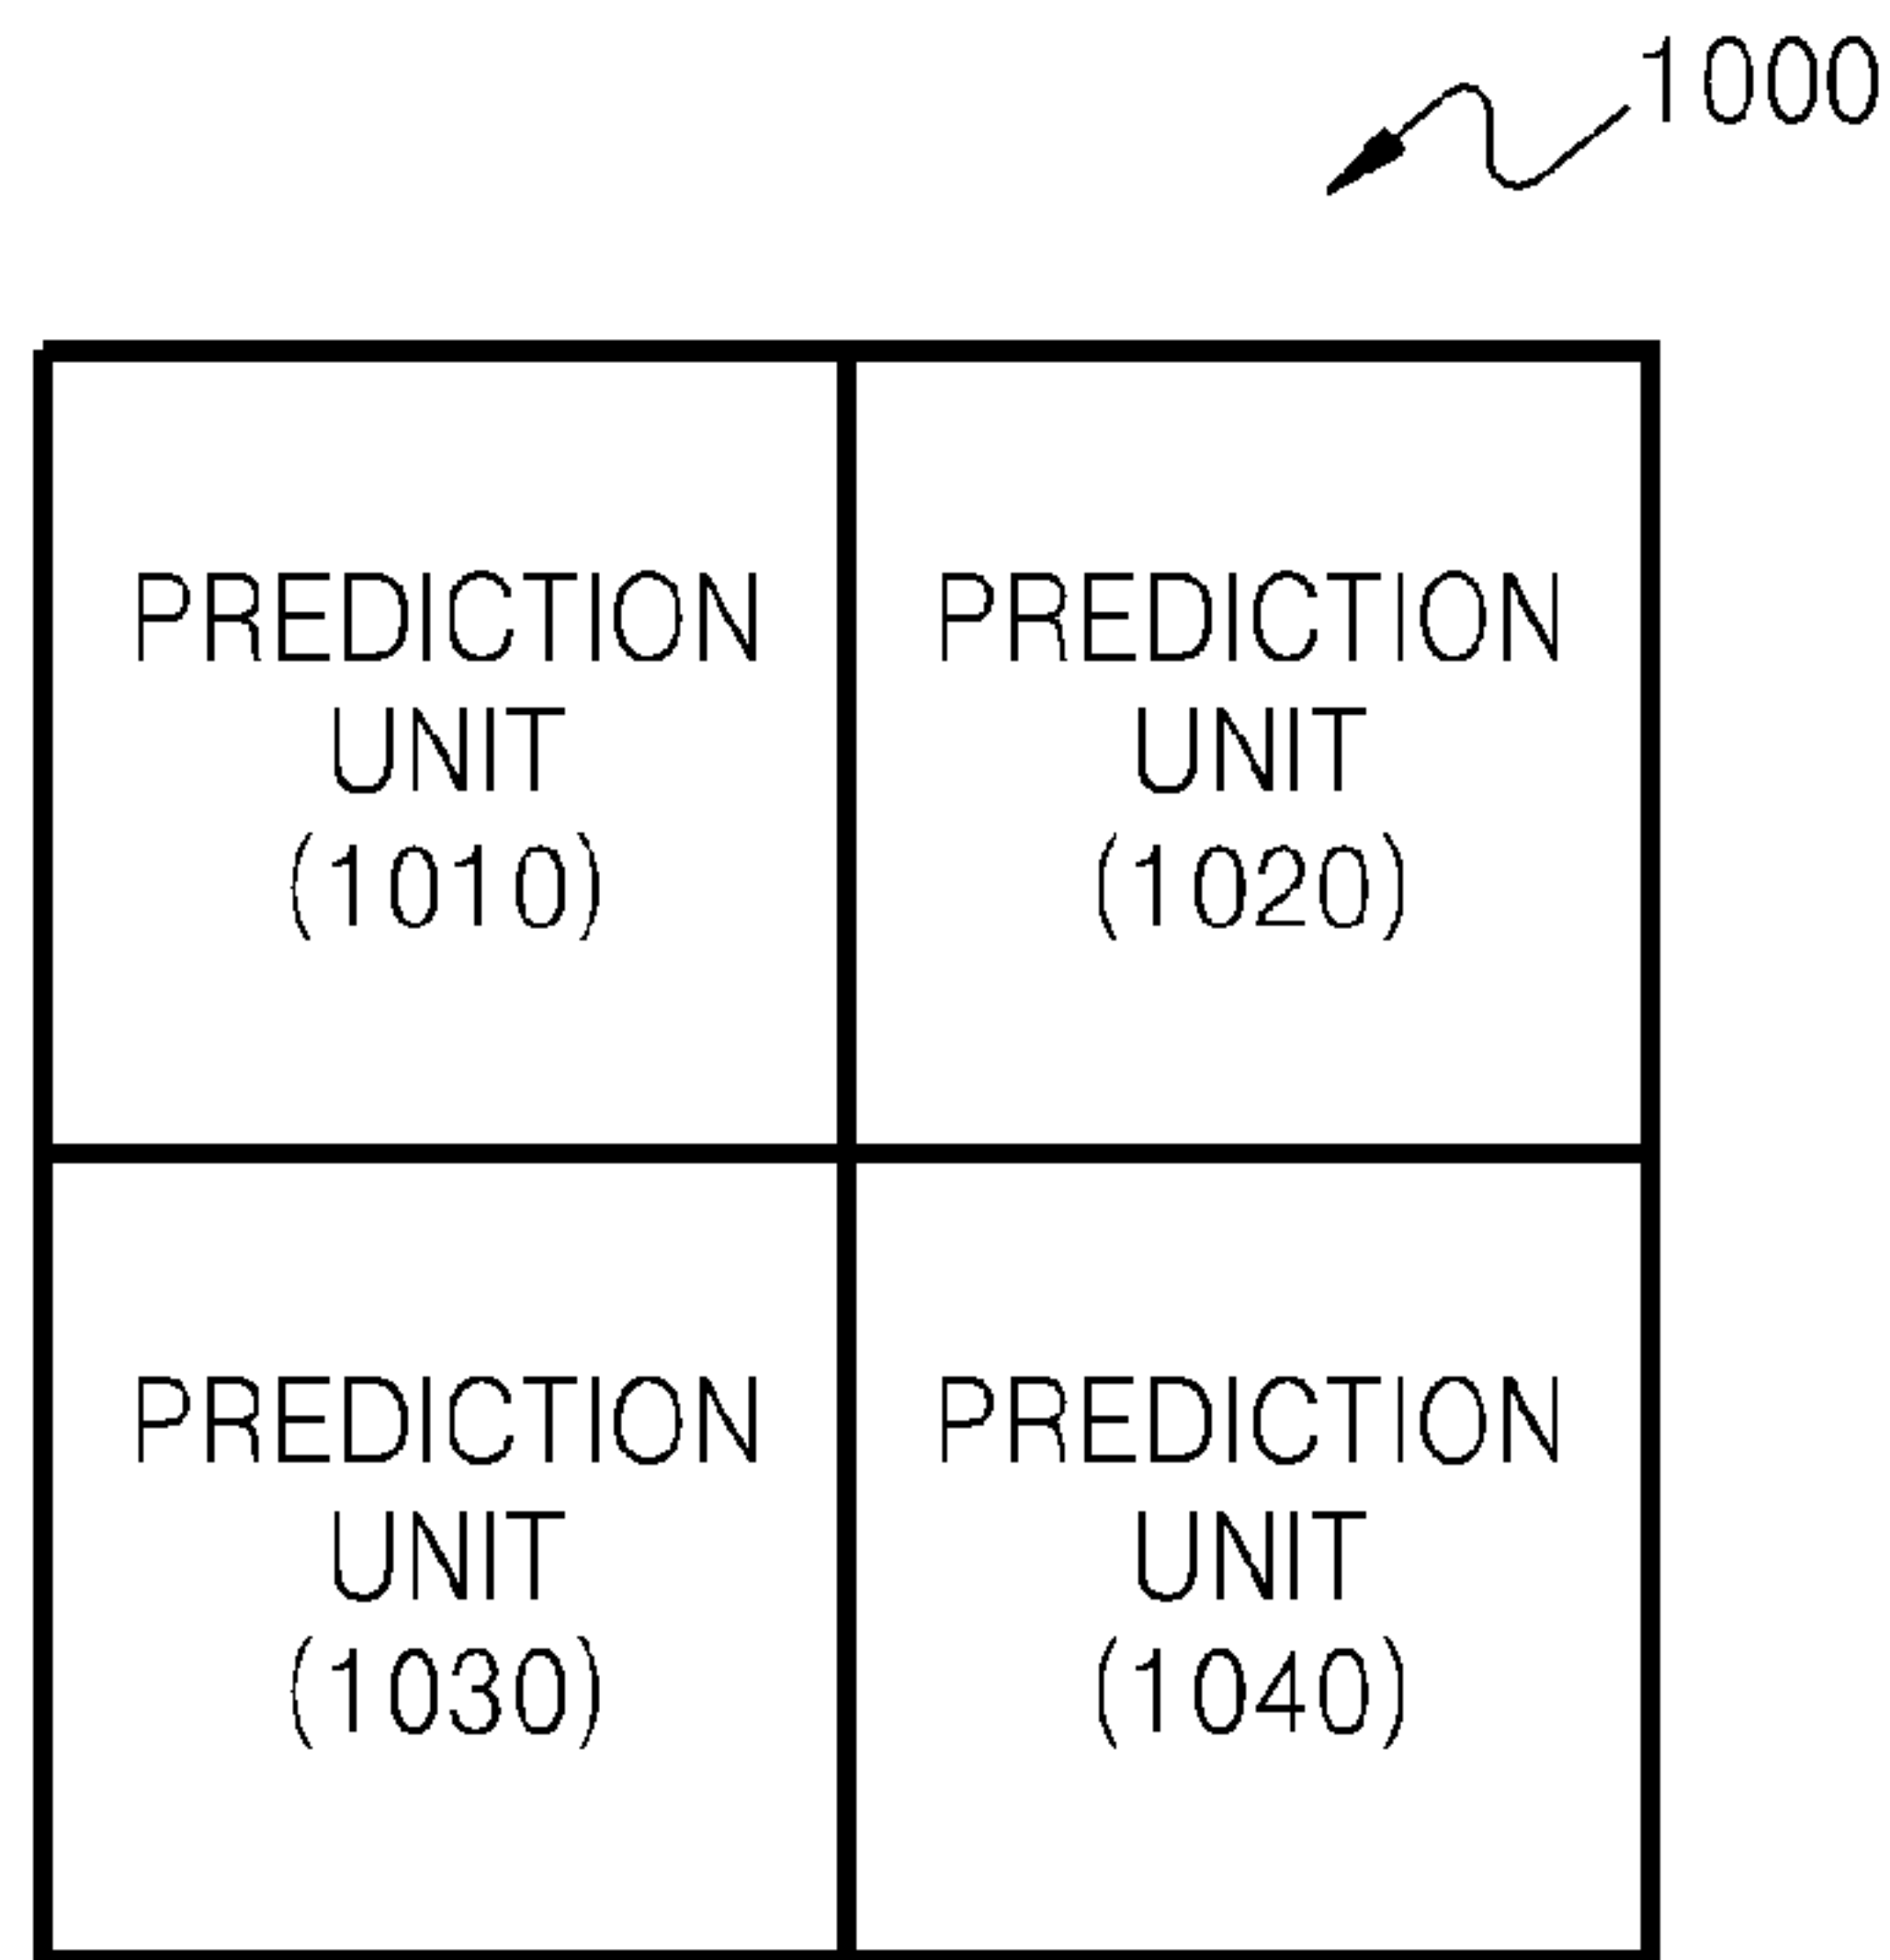 1000
PREDICTION
UNIT
(1010)
PREDICTION
UNIT
(1020)
PREDICTION
UNIT
(1030)
PREDICTION
UNIT
(1040)